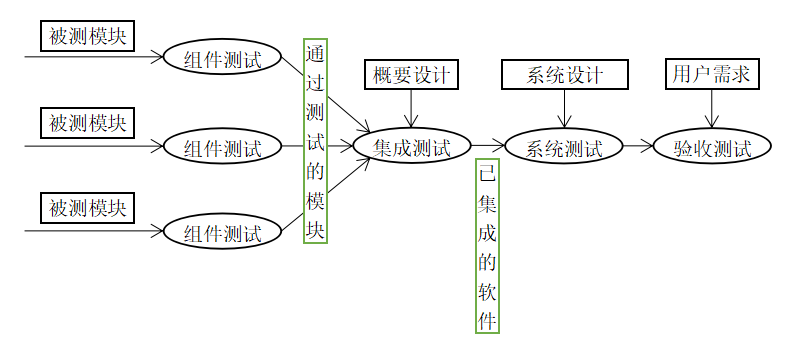 被测模块
组件测试
被测模块
组件测试
被测模块
组件测试
通过测试的模块
概要设计
集成测试
已集成的软件
系统设计
系统测试
用户需求
验收测试